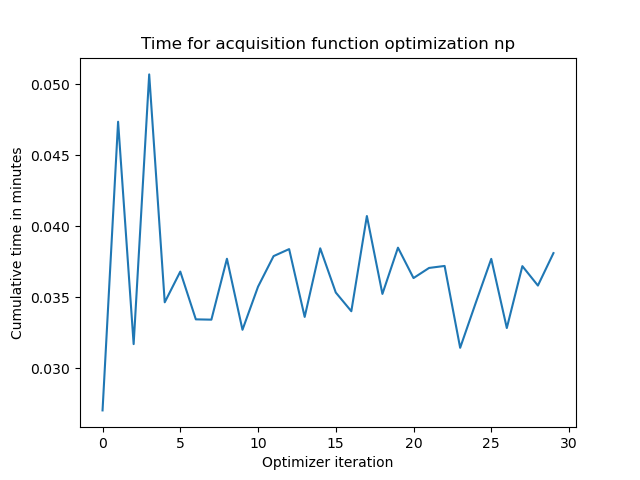 Time for acquisition function optimization np
Cumulative time in minutes
0.050
0.045
0.040
0.035
0.030
0 5 10 15 20 25 30
Optimizer iteration